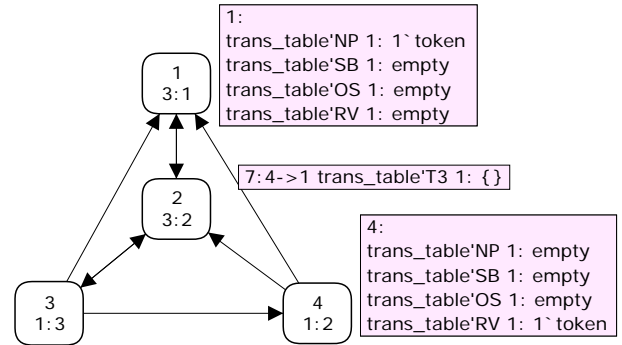 1:
trans_table'NP 1: 1`token
trans_table'SB 1: empty
trans_table'OS 1: empty
trans_table'RV 1: empty
1
3:1
7:4->1 trans_table'T3 1: {}
2
3:2
4:
trans_table'NP 1: empty
trans_table'SB 1: empty
trans_table'OS 1: empty
trans_table'RV 1: 1`token
3
1:3
4
1:2